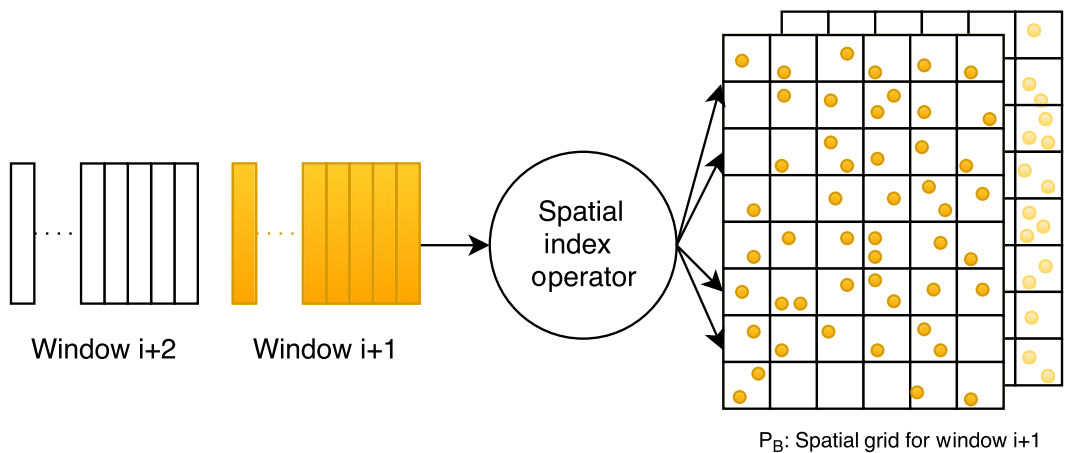 Spatial
index
operator
Window i+2
Window i+1
P_B: Spatial grid for window i+1